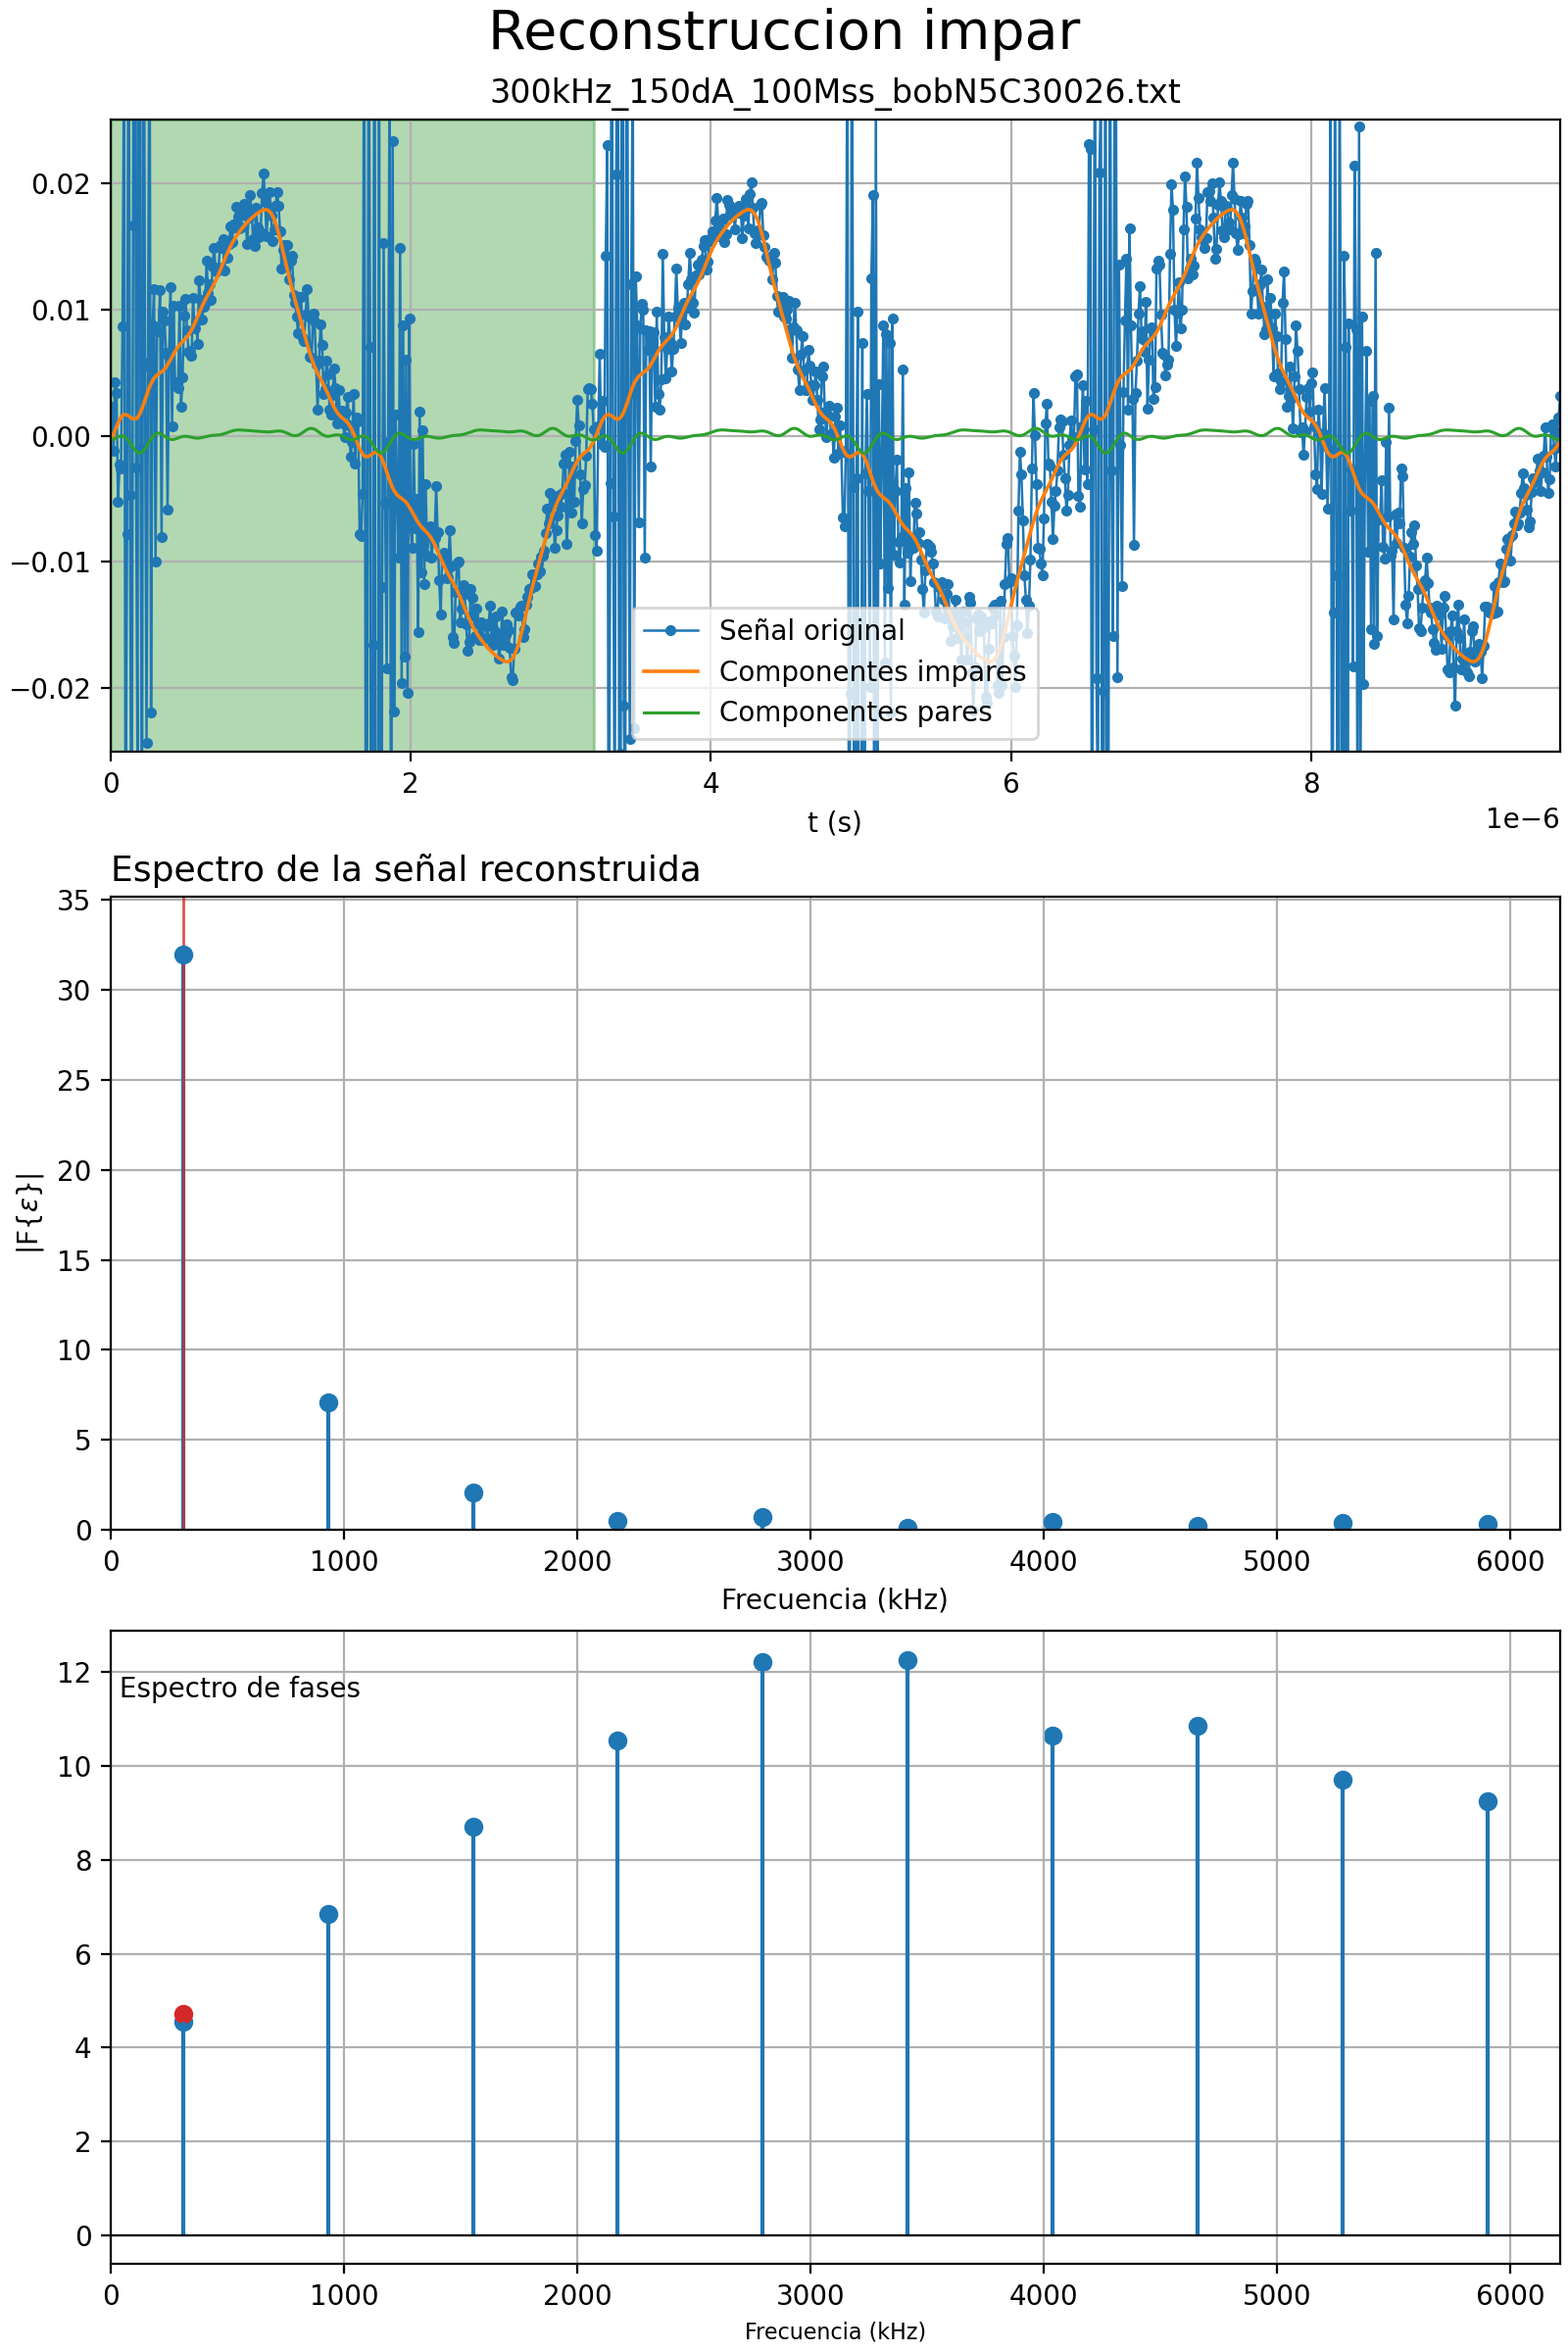 Reconstruccion impar
300kHz_150dA_100Mss_bobN5C30026.txt
0.02
0.01
0.00
−0.01
−0.02
Señal original
Componentes impares
Componentes pares
0 2 4 6 8
1e−6
t (s)
Espectro de la señal reconstruida
35
30
25
20
15
10
5
0
|F{ε}|
0 1000 2000 3000 4000 5000 6000
Frecuencia (kHz)
12
Espectro de fases
10
8
6
4
2
0
0 1000 2000 3000 4000 5000 6000
Frecuencia (kHz)